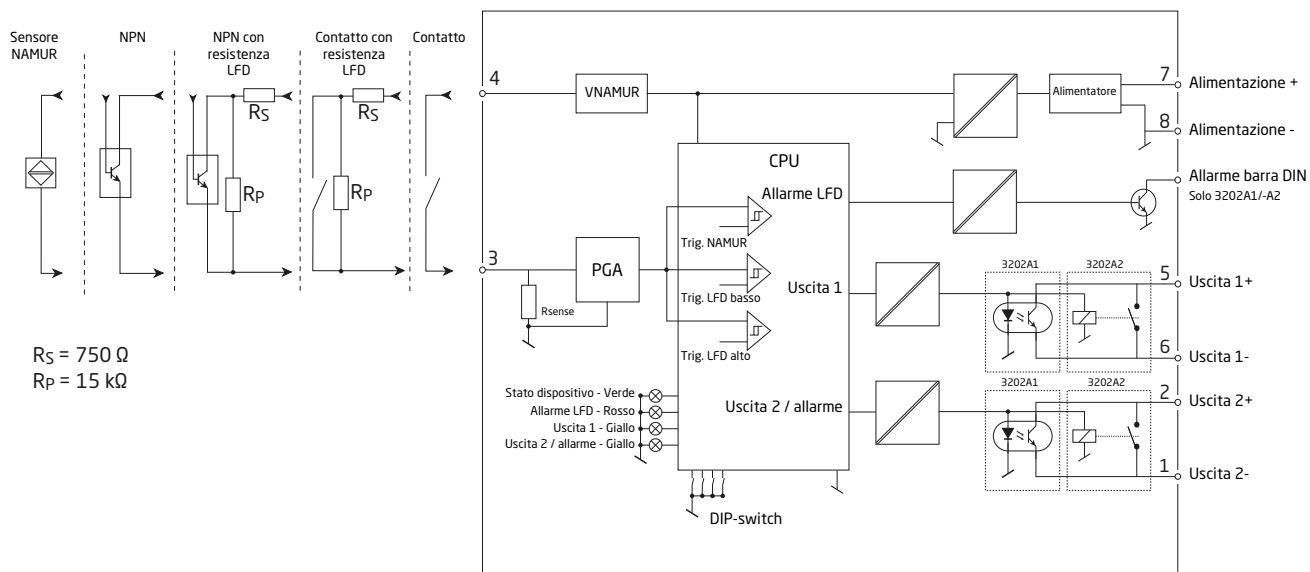 Sensore
NAMUR
NPN
NPN con
resistenza
LFD
Contatto con
resistenza
LFD
Contatto
RS
RP
RS
RP
RS = 750 Ω
RP = 15 kΩ
4
VNAMUR
Alimentatore
7
Alimentazione +
8
Alimentazione -
CPU
Allarme LFD
Allarme barra DIN
Solo 3202A1/-A2
Trig. NAMUR
3
PGA
Rsense
Trig. LFD basso
Trig. LFD alto
Uscita 1
3202A1
3202A2
5
Uscita 1+
6
Uscita 1-
Stato dispositivo - Verde
Allarme LFD - Rosso
Uscita 1 - Giallo
Uscita 2 / allarme - Giallo
Uscita 2 / allarme
3202A1
3202A2
2
Uscita 2+
1
Uscita 2-
DIP-switch